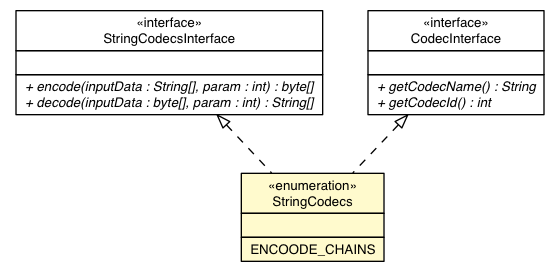 «interface»
StringCodecsInterface
+ encode(inputData : String[], param : int) : byte[]
+ decode(inputData : byte[], param : int) : String[]
«interface»
CodecInterface
+ getCodecName() : String
+ getCodecId() : int
«enumeration»
StringCodecs
ENCOODE_CHAINS